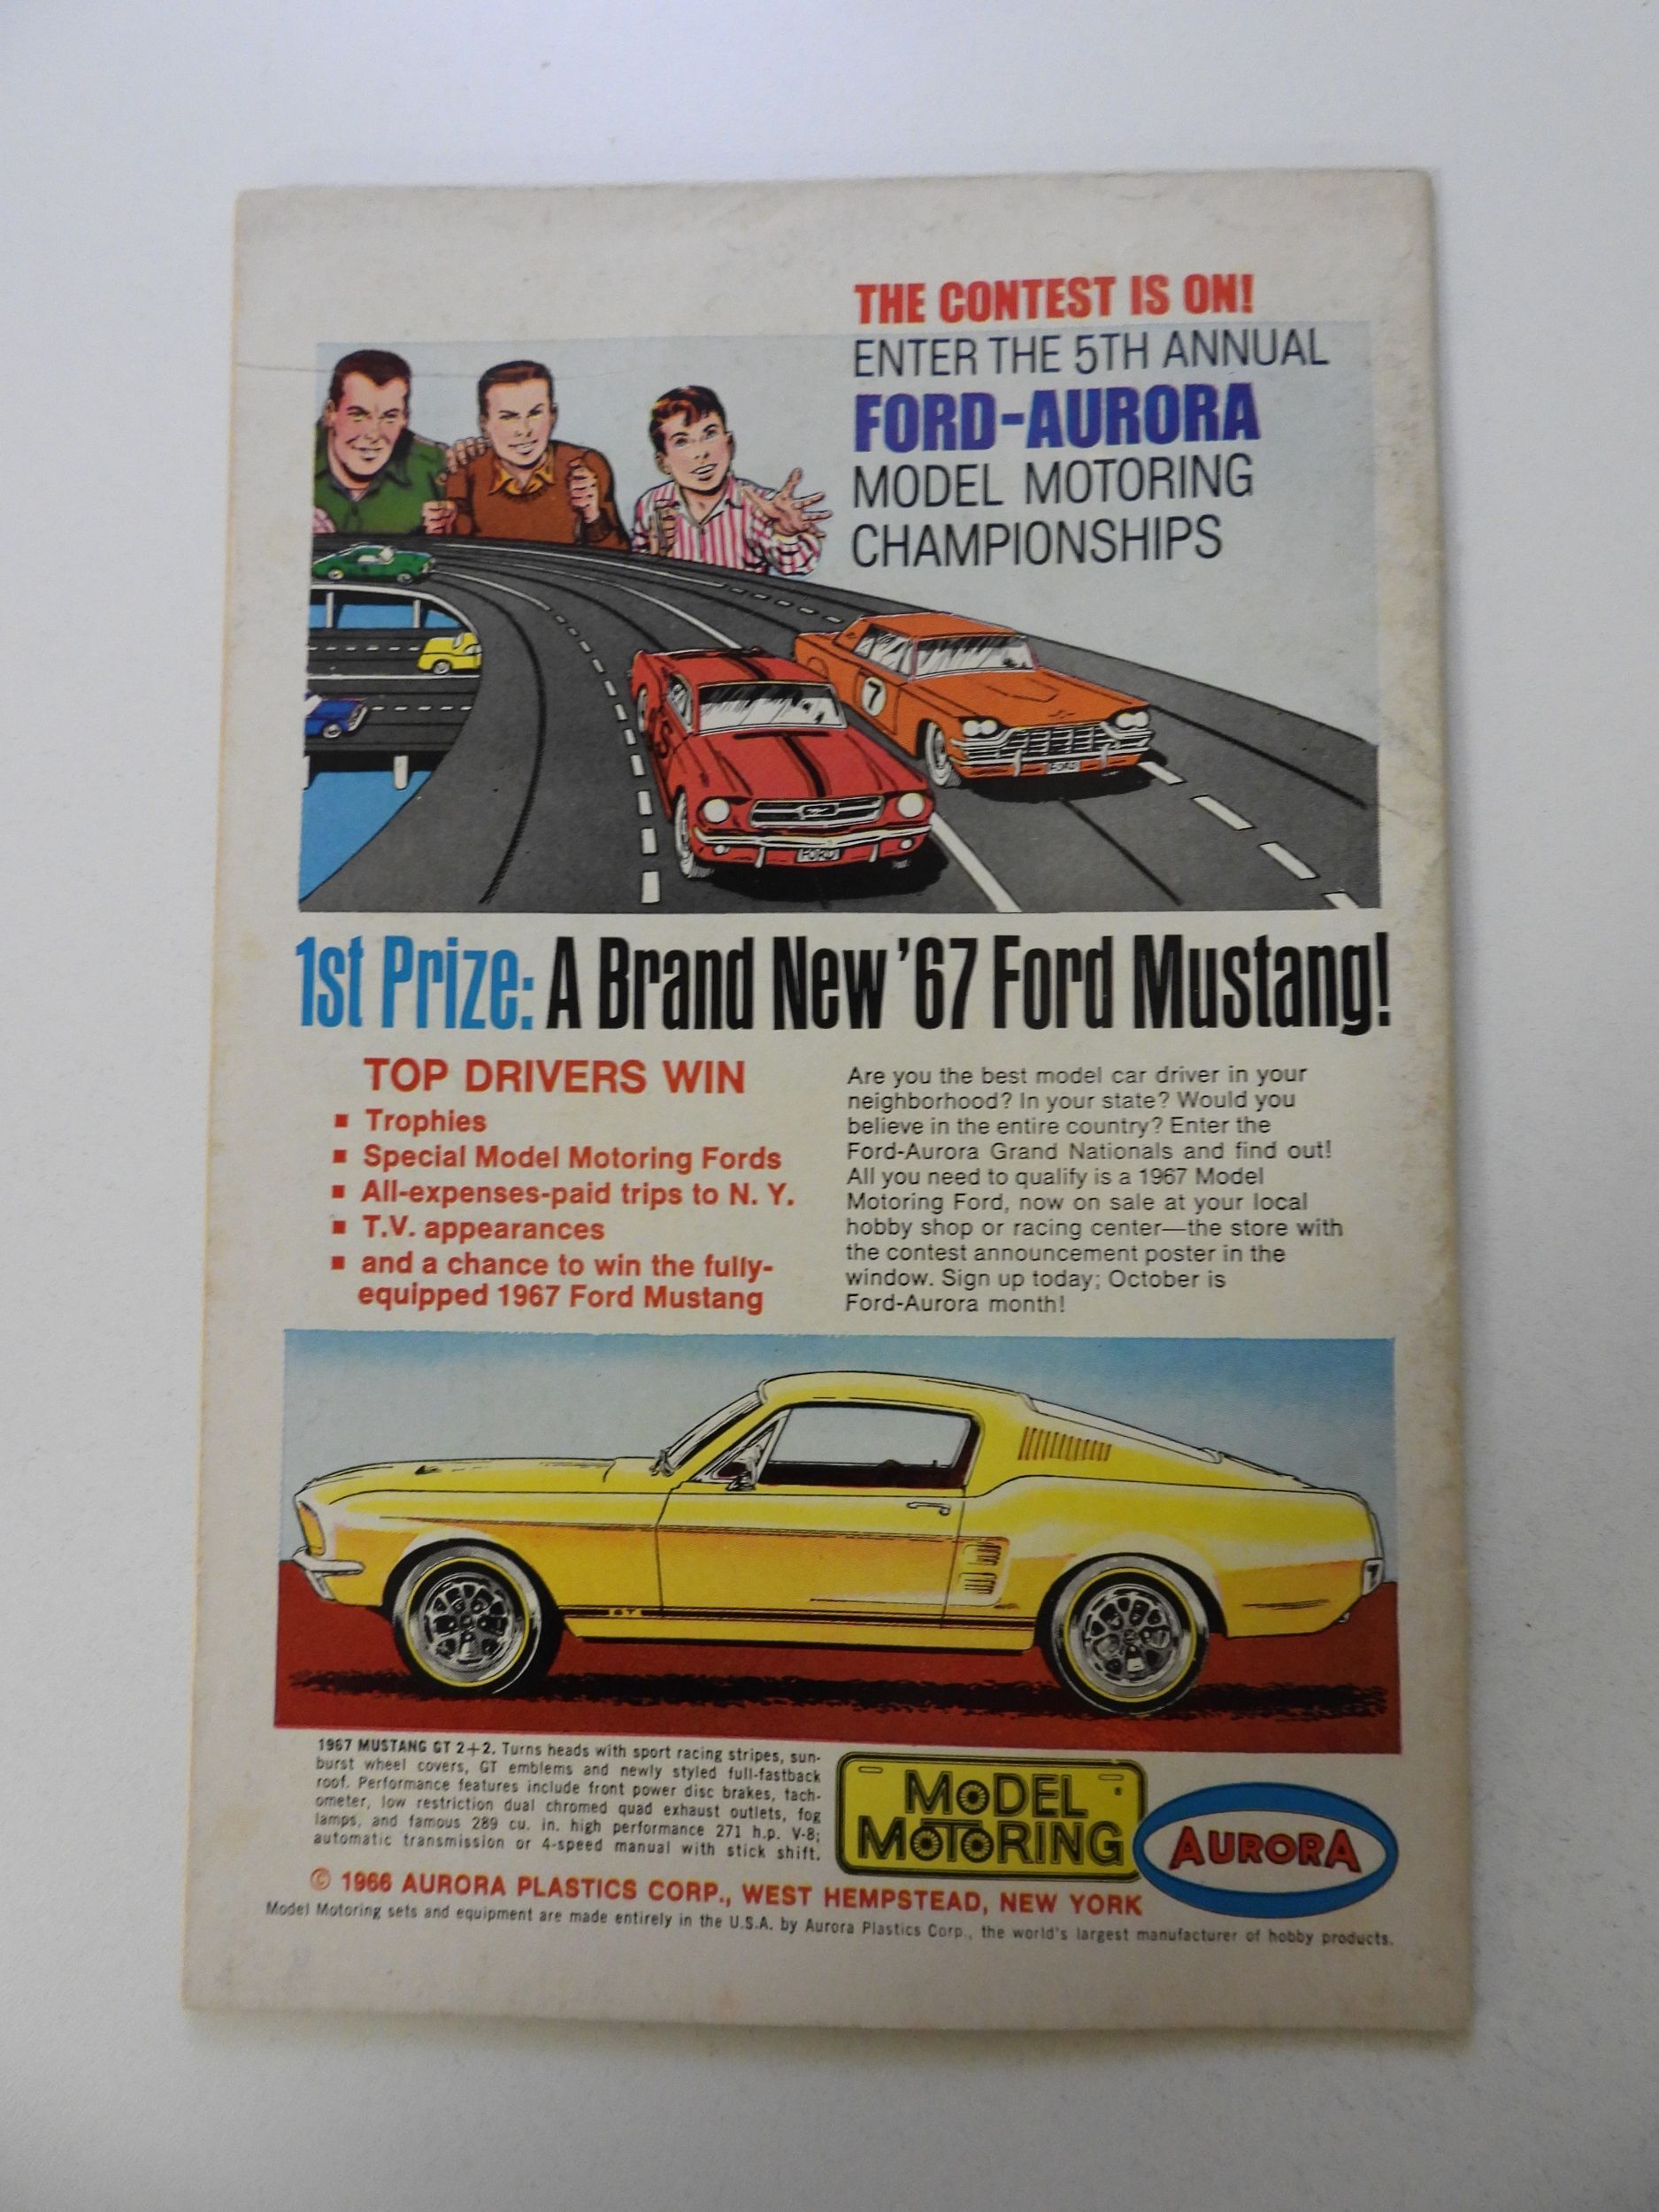 THE CONTEST IS ON!
ENTER THE 5TH ANNUAL
FORD-AURORA
MODEL MOTORING
CHAMPIONSHIPS
7
5
FORD
FORD
1st Prize: A Brand New '67 Ford Mustang!
TOP DRIVERS WIN
▪ Trophies
▪ Special Model Motoring Fords
▪ All-expenses-paid trips to N. Y.
▪ T.V. appearances
▪ and a chance to win the fully-
equipped 1967 Ford Mustang
Are you the best model car driver in your
neighborhood? In your state? Would you
believe in the entire country? Enter the
Ford-Aurora Grand Nationals and find out!
All you need to qualify is a 1967 Model
Motoring Ford, now on sale at your local
hobby shop or racing center—the store with
the contest announcement poster in the
window. Sign up today; October is
Ford-Aurora month!
GT
1967 MUSTANG GT 2+2. Turns heads with sport racing stripes, sun-
burst wheel covers, GT emblems and newly styled full-fastback
roof. Performance features include front power disc brakes, tach-
ometer, low restriction dual chromed quad exhaust outlets, fog
lamps, and famous 289 cu. in. high performance 271 h.p. V-8;
automatic transmission or 4-speed manual with stick shift.
MODEL
MOTORING
AURORA
© 1966 AURORA PLASTICS CORP., WEST HEMPSTEAD, NEW YORK
Model Motoring sets and equipment are made entirely in the U.S.A. by Aurora Plastics Corp., the world's largest manufacturer of hobby products.